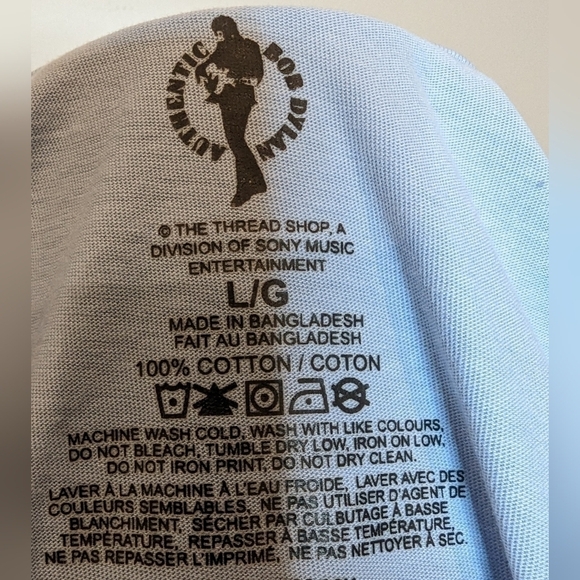 AUTHENTIC BOB DYLAN
© THE THREAD SHOP, A
DIVISION OF SONY MUSIC
ENTERTAINMENT
L/G
MADE IN BANGLADESH
FAIT AU BANGLADESH
100% COTTON / COTON
MACHINE WASH COLD, WASH WITH LIKE COLOURS,
DO NOT BLEACH, TUMBLE DRY LOW, IRON ON LOW,
DO NOT IRON PRINT, DO NOT DRY CLEAN.
LAVER À LA MACHINE À L'EAU FROIDE, LAVER AVEC DES
COULEURS SEMBLABLES, NE PAS UTILISER D'AGENT DE
BLANCHIMENT, SÉCHER PAR CULBUTAGE À BASSE
TEMPÉRATURE, REPASSER À BASSE TEMPÉRATURE,
NE PAS REPASSER L'IMPRIMÉ, NE PAS NETTOYER À SEC.